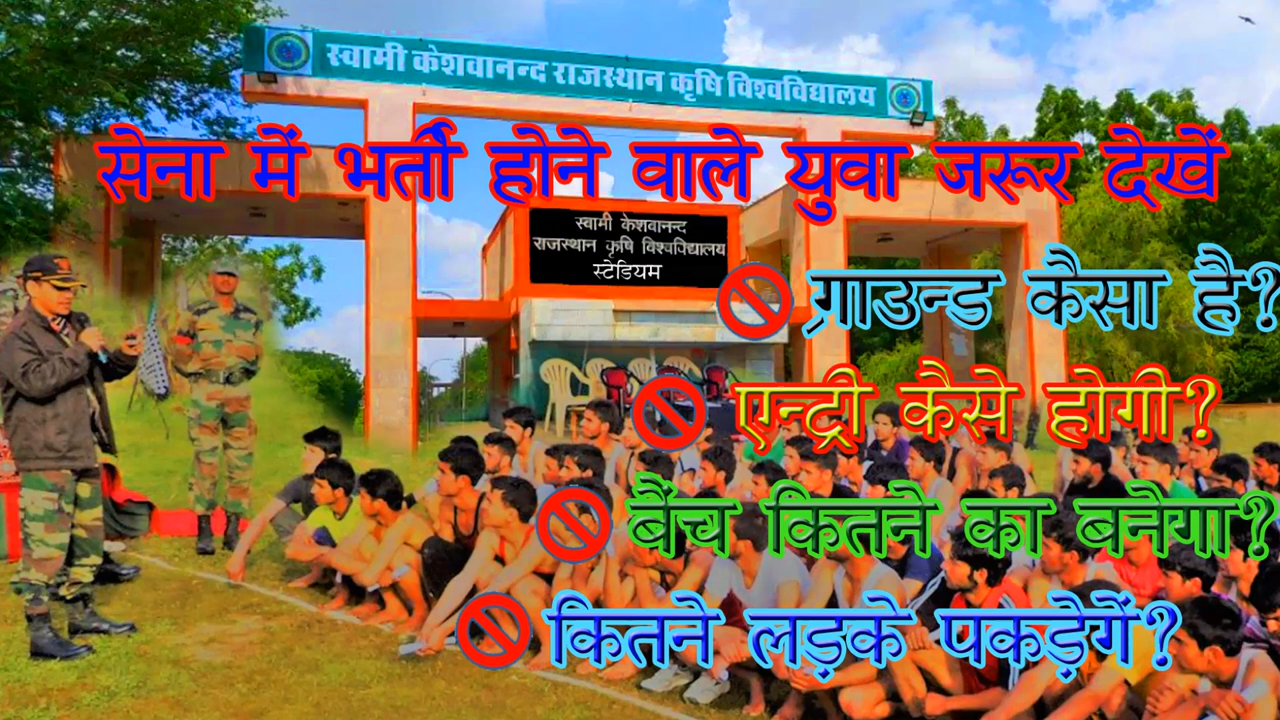 स्वामी केशवानन्द राजस्थान कृषि विश्वविद्यालय
सेना में भर्ती होने वाले युवा जरूर देखें
स्वामी केशवानन्द
राजस्थान कृषि विश्वविद्यालय
स्टेडियम
ग्राउन्ड कैसा है?
एन्ट्री कैसे होगी?
बैंच कितने का बनेगा?
कितने लड़के पकड़ेगें?